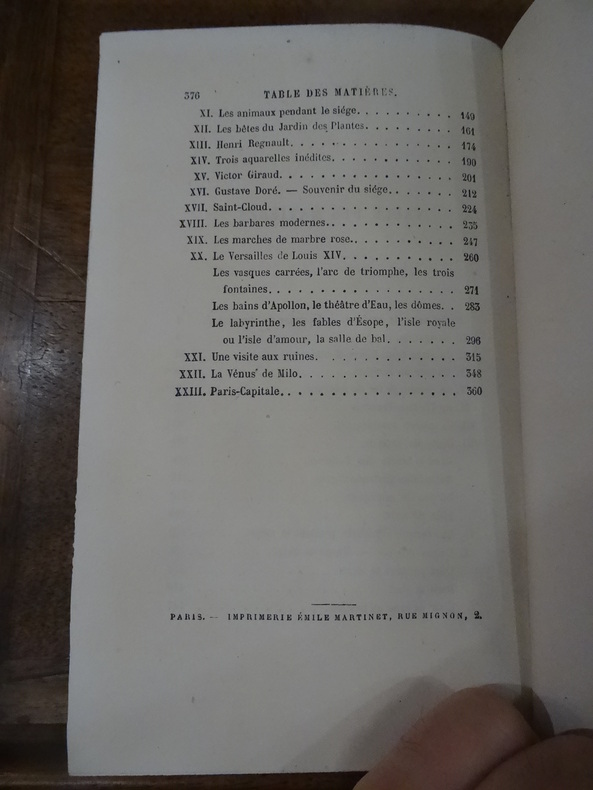 376 TABLE DES MATIÈRES.
XI. Les animaux pendant le siége. . . . . . . . . . 149
XII. Les bêtes du Jardin des Plantes. . . . . . . . . 161
XIII. Henri Regnault. . . . . . . . . . . . . . . . 174
XIV. Trois aquarelles inédites. . . . . . . . . . . . 190
XV. Victor Giraud. . . . . . . . . . . . . . . . . 201
XVI. Gustave Doré. — Souvenir du siége. . . . . . . 212
XVII. Saint-Cloud. . . . . . . . . . . . . . . . . . 224
XVIII. Les barbares modernes. . . . . . . . . . . . . 235
XIX. Les marches de marbre rose. . . . . . . . . . . 247
XX. Le Versailles de Louis XIV. . . . . . . . . . . 260
Les vasques carrées, l'arc de triomphe, les trois
fontaines. . . . . . . . . . . . . . . . . . 271
Les bains d'Apollon, le théâtre d'Eau, les dômes. . 283
Le labyrinthe, les fables d'Ésope, l'isle royale
ou l'isle d'amour, la salle de bal. . . . . . . 296
XXI. Une visite aux ruines. . . . . . . . . . . . . 315
XXII. La Vénus de Milo. . . . . . . . . . . . . . . 348
XXIII. Paris-Capitale. . . . . . . . . . . . . . . . . 360
PARIS. — IMPRIMERIE ÉMILE MARTINET, RUE MIGNON, 2.